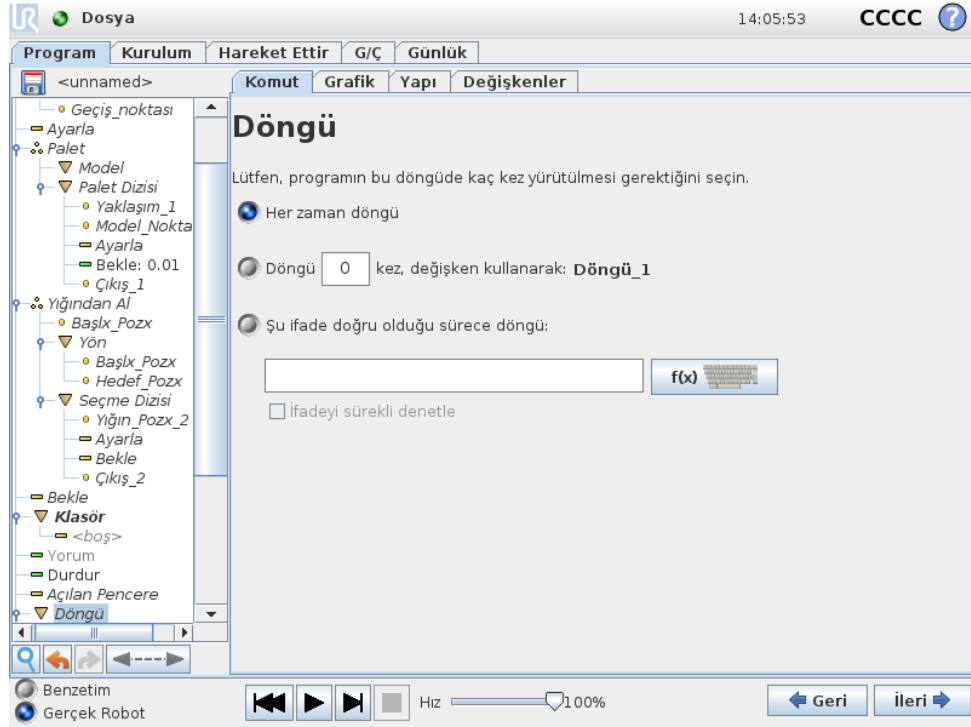 UR Dosya 14:05:53 CCCC ?
Program Kurulum Hareket Ettir G/Ç Günlük
<unnamed>
Komut Grafik Yapı Değişkenler
Geçiş_noktası
Ayarla
Palet
Model
Palet Dizisi
Yaklaşım_1
Model_Nokta
Ayarla
Bekle: 0.01
Çıkış_1
Yığından Al
Başlx_Pozx
Yön
Başlx_Pozx
Hedef_Pozx
Seçme Dizisi
Yığın_Pozx_2
Ayarla
Bekle
Çıkış_2
Bekle
Klasör
<boş>
Yorum
Durdur
Açılan Pencere
Döngü
Döngü
Lütfen, programın bu döngüde kaç kez yürütülmesi gerektiğini seçin.
Her zaman döngü
Döngü 0 kez, değişken kullanarak: Döngü_1
Şu ifade doğru olduğu sürece döngü:
f(x)
İfadeyi sürekli denetle
Benzetim
Gerçek Robot
Hız 100%
Geri İleri